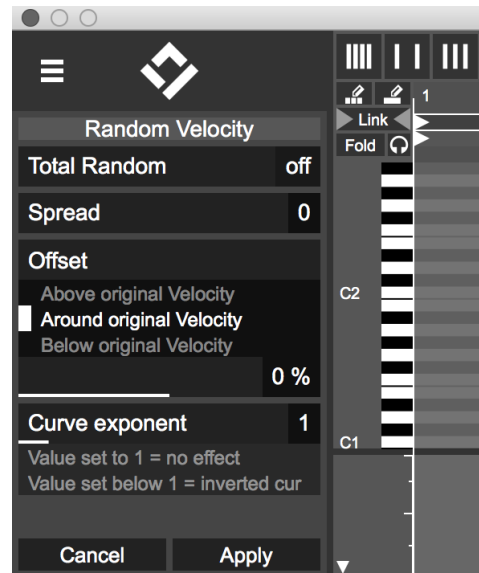 Random Velocity
Total Random off
Spread 0
Offset
Above original Velocity
Around original Velocity
Below original Velocity
0 %
Curve exponent 1
Value set to 1 = no effect
Value set below 1 = inverted cur
Cancel Apply
1
Link
Fold
C2
C1